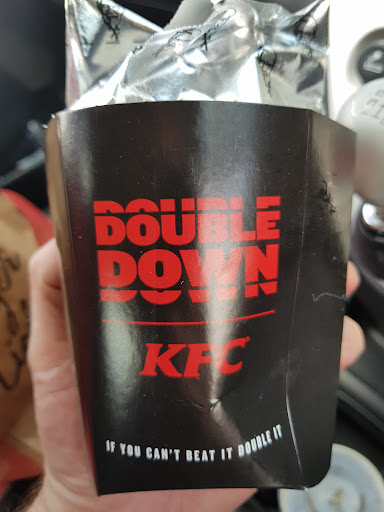 DOUBLE
DOWN
KFC
IF YOU CAN'T BEAT IT DOUBLE IT